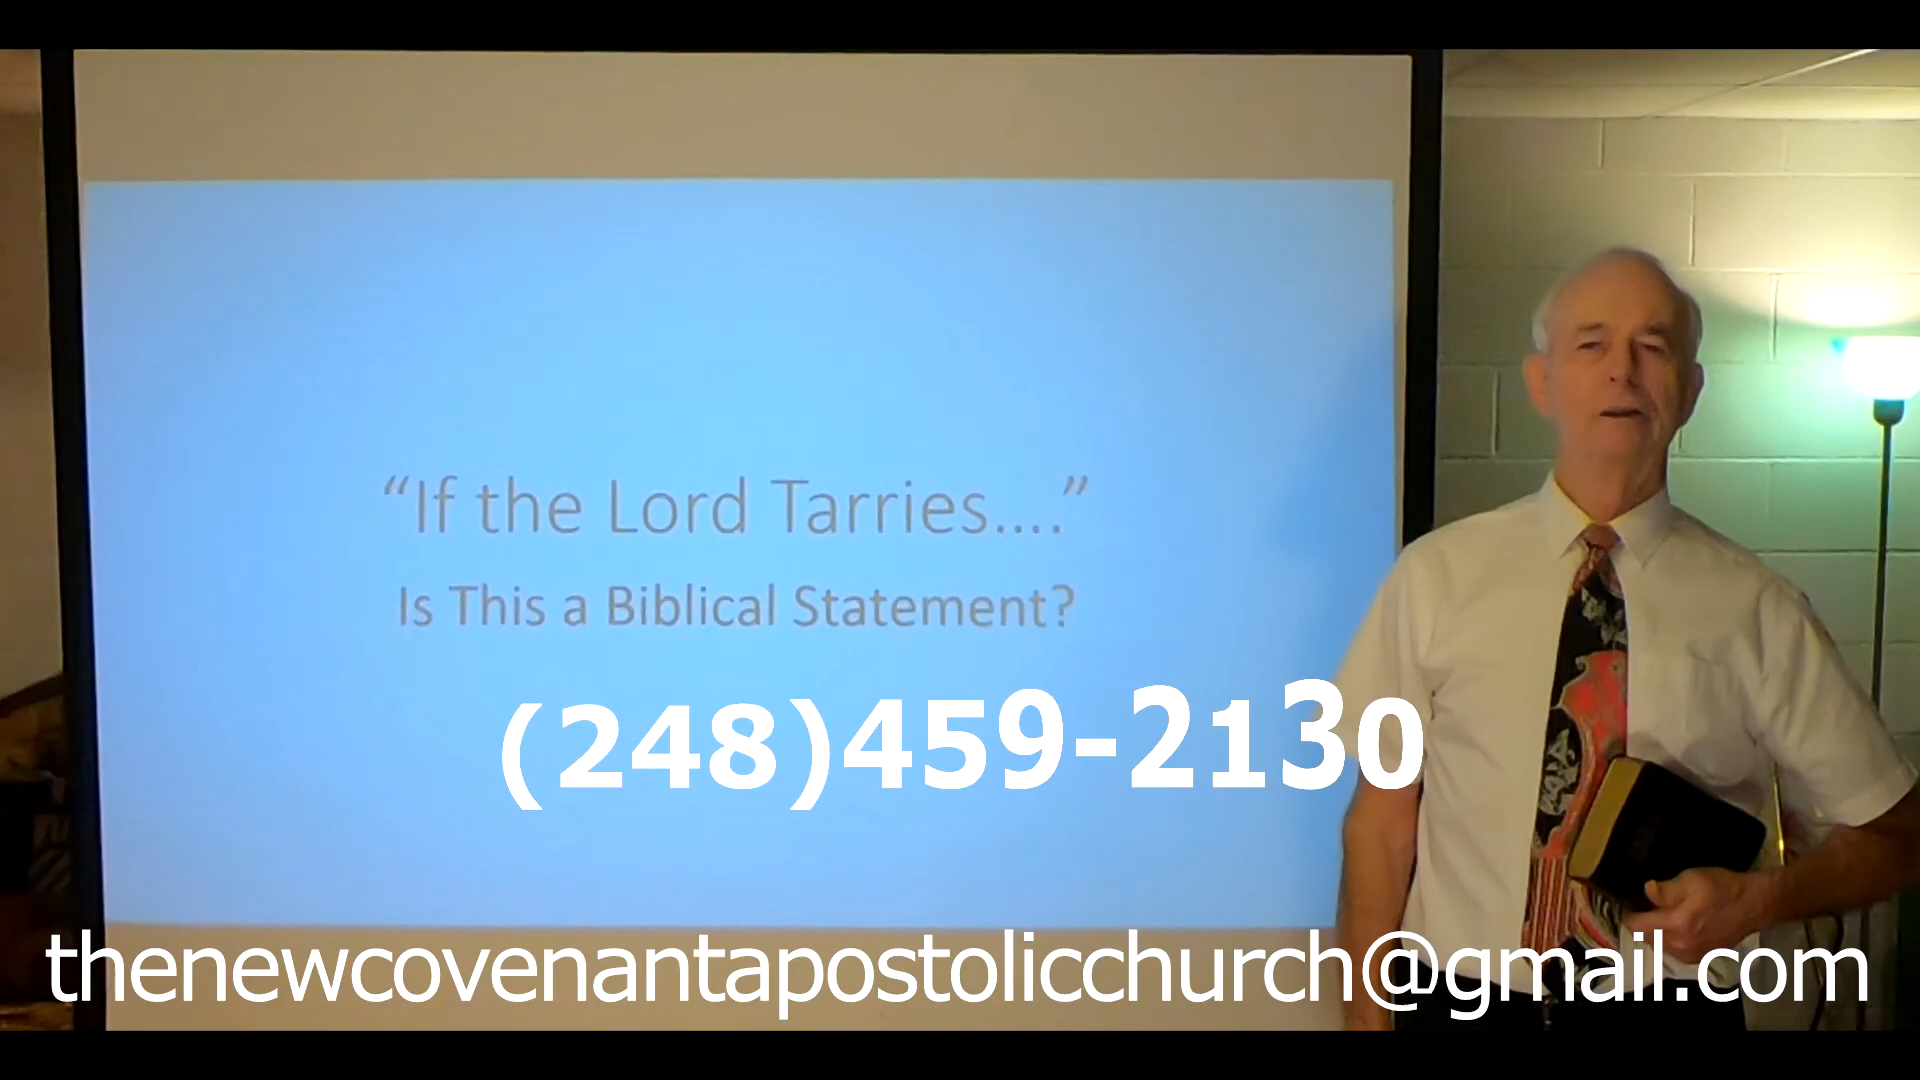 “If the Lord Tarries....”
Is This a Biblical Statement?
(248)459-2130
thenewcovenantapostolicchurch@gmail.com